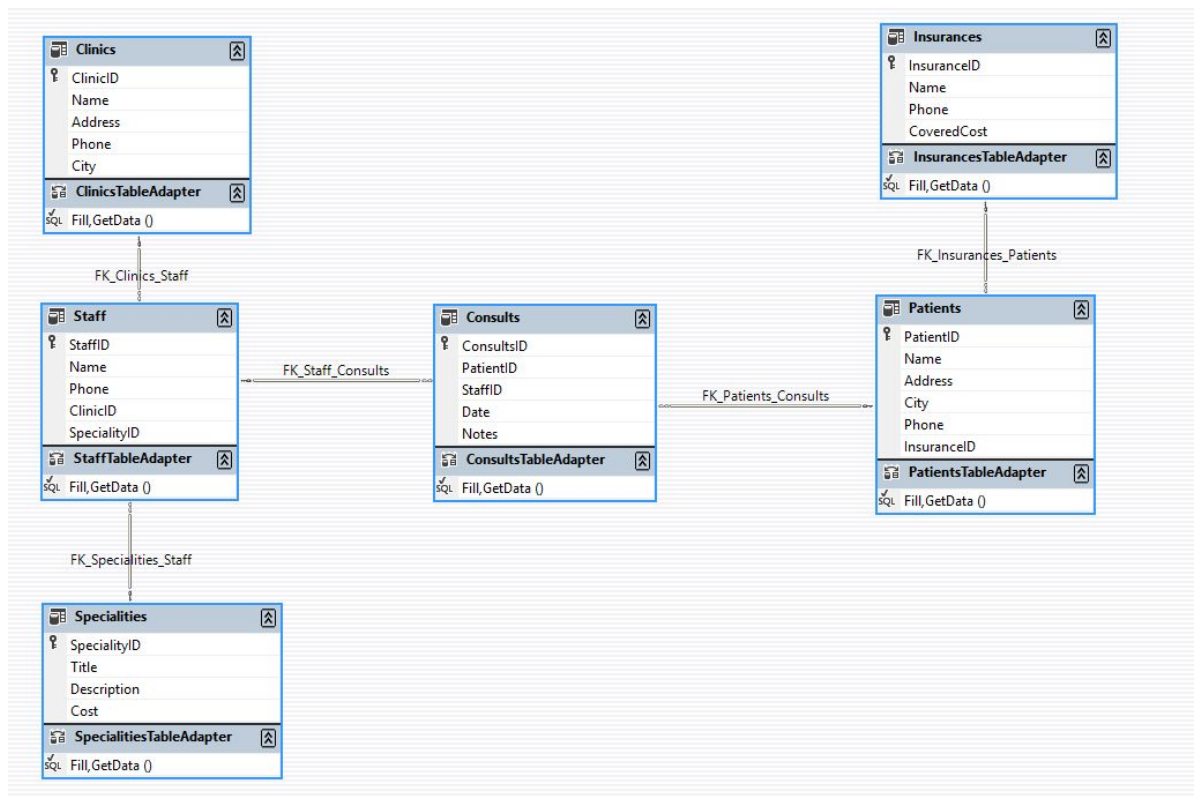 Clinics
ClinicID
Name
Address
Phone
City
ClinicsTableAdapter
SQL Fill,GetData ()
FK_Clinics_Staff
Staff
StaffID
Name
Phone
ClinicID
SpecialityID
StaffTableAdapter
SQL Fill,GetData ()
FK_Specialities_Staff
Specialities
SpecialityID
Title
Description
Cost
SpecialitiesTableAdapter
SQL Fill,GetData ()
FK_Staff_Consults
Consults
ConsultsID
PatientID
StaffID
Date
Notes
ConsultsTableAdapter
SQL Fill,GetData ()
FK_Patients_Consults
Insurances
InsuranceID
Name
Phone
CoveredCost
InsurancesTableAdapter
SQL Fill,GetData ()
FK_Insurances_Patients
Patients
PatientID
Name
Address
City
Phone
InsuranceID
PatientsTableAdapter
SQL Fill,GetData ()